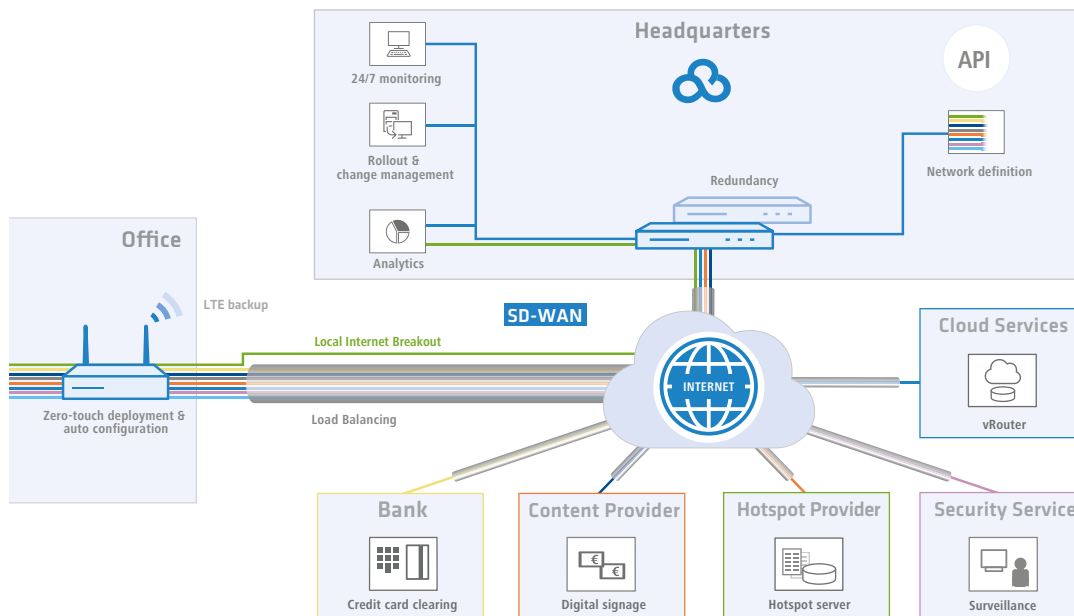 Headquarters
API
24/7 monitoring
Rollout &
change management
Analytics
Redundancy
Network definition
Office
LTE backup
Zero-touch deployment &
auto configuration
SD-WAN
Local Internet Breakout
Load Balancing
INTERNET
Cloud Services
vRouter
Bank
Credit card clearing
Content Provider
€
€
Digital signage
Hotspot Provider
Hotspot server
Security Service
Surveillance